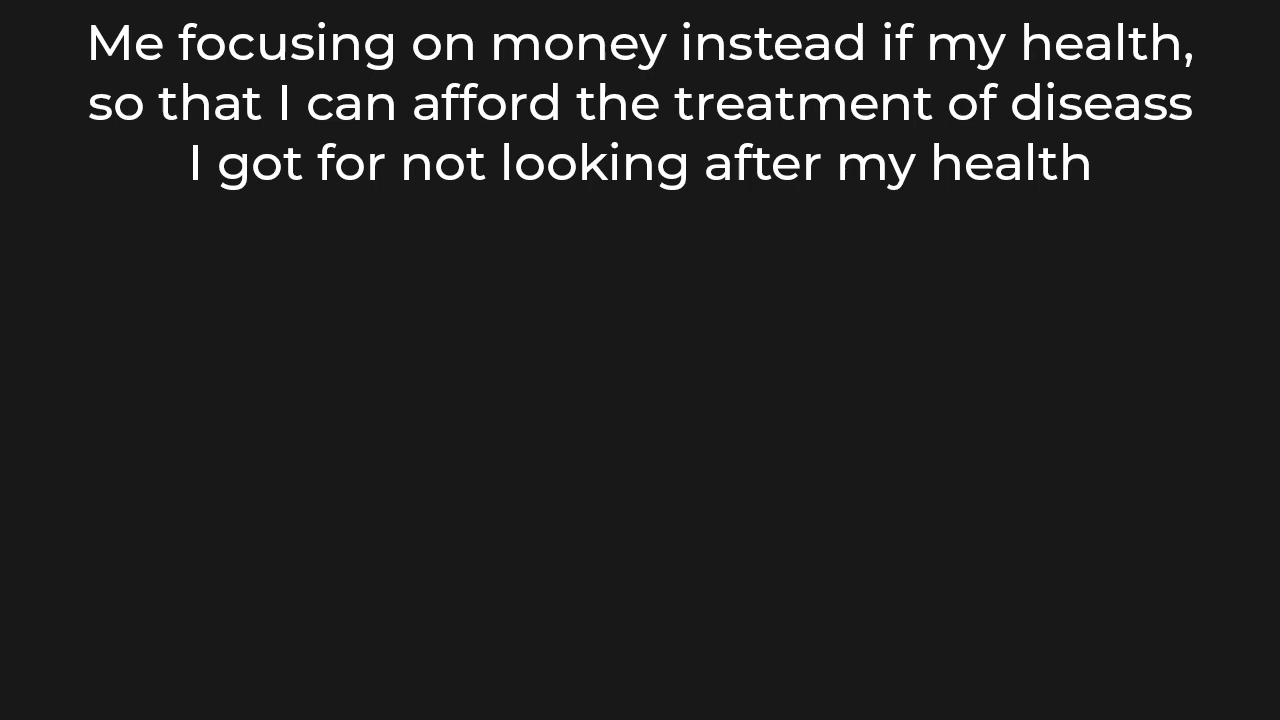 Me focusing on money instead if my health,
so that I can afford the treatment of diseass
I got for not looking after my health